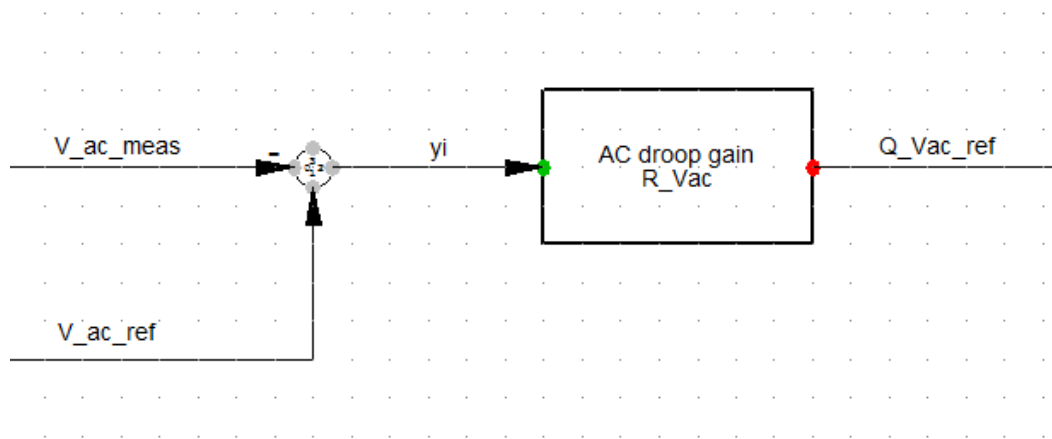 V_ac_meas
-
yi
AC droop gain
R_Vac
Q_Vac_ref
V_ac_ref